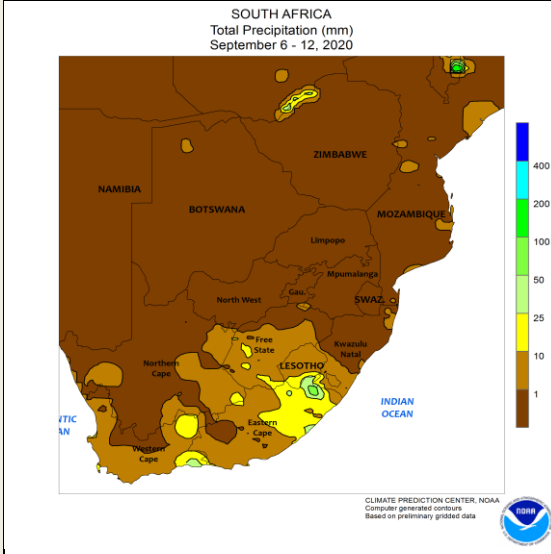 SOUTH AFRICA
Total Precipitation (mm)
September 6 - 12, 2020
ZIMBABWE
NAMIBIA
BOTSWANA
MOZAMBIQUE
Limpopo
Mpumalanga
Gau.
North West
SWAZ.
Free
State
Kwazulu
Natal
Northern
Cape
LESOTHO
NTIC
AN
INDIAN
OCEAN
Eastern
Cape
Western
Cape
400
200
100
50
25
10
1
CLIMATE PREDICTION CENTER, NOAA
Computer generated contours
Based on preliminary gridded data
NOAA